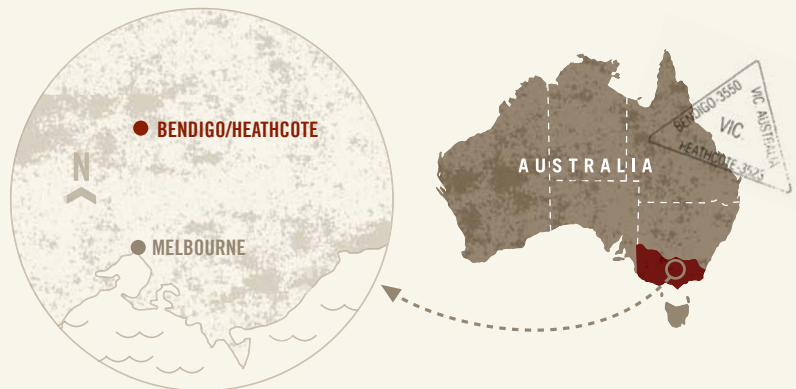 BENDIGO/HEATHCOTE
N
MELBOURNE
AUSTRALIA
BENDIGO-3550
VIC AUSTRALIA
VIC.
HEATHCOTE-3523